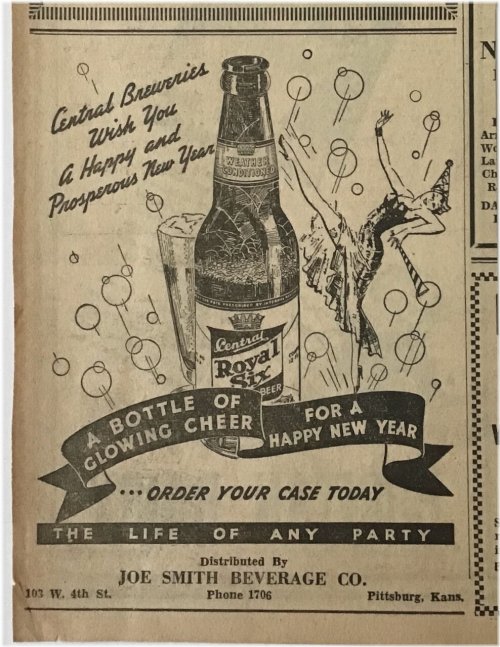 Central Breweries
Wish You
A Happy and
Prosperous New Year
WEATHER
CONDITIONED
Central
Royal
Six
BEER
A BOTTLE OF
GLOWING CHEER
FOR A
HAPPY NEW YEAR
...ORDER YOUR CASE TODAY
THE LIFE OF ANY PARTY
Distributed By
JOE SMITH BEVERAGE CO.
103 W. 4th St. Phone 1706 Pittsburg, Kans.